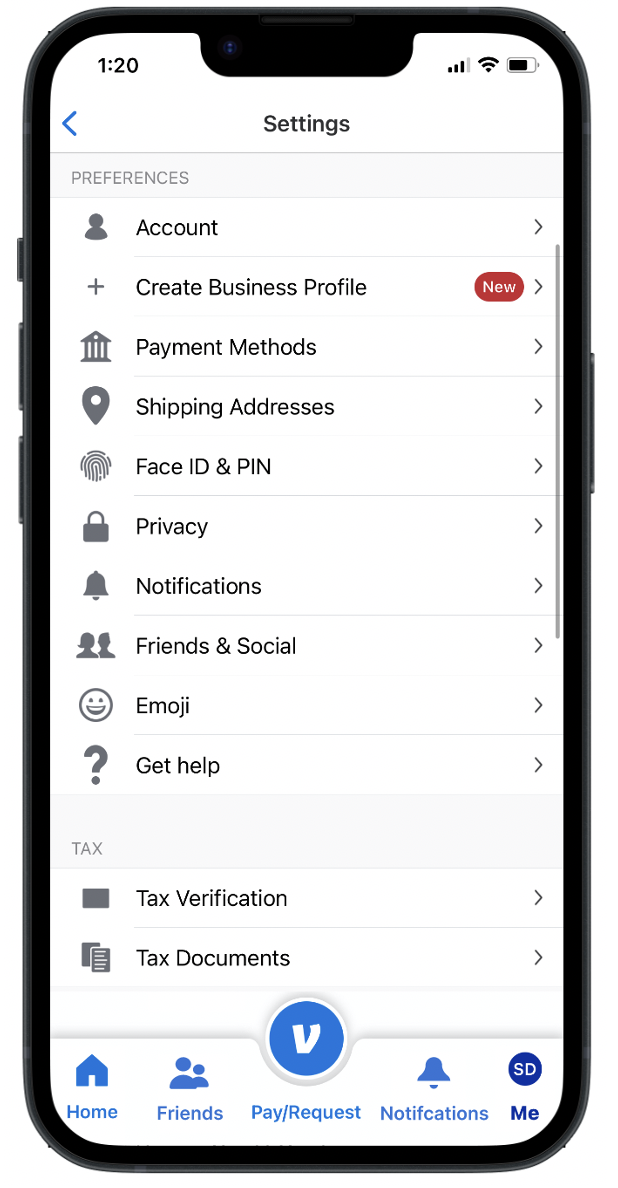 1:20
Settings
PREFERENCES
Account
Create Business Profile New
Payment Methods
Shipping Addresses
Face ID & PIN
Privacy
Notifications
Friends & Social
Emoji
Get help
TAX
Tax Verification
Tax Documents
V
SD
Home Friends Pay/Request Notifcations Me